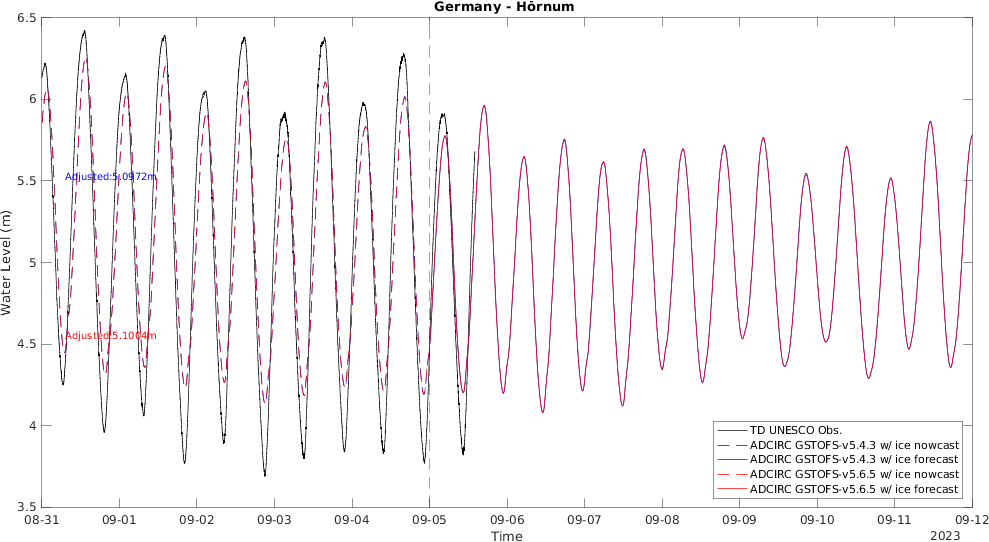 Germany - Hörnum
6.5
6
5.5
5
4.5
4
3.5
Water Level (m)
Adjusted:5.0972m
Adjusted:5.1004m
TD UNESCO Obs.
ADCIRC GSTOFS-v5.4.3 w/ ice nowcast
ADCIRC GSTOFS-v5.4.3 w/ ice forecast
ADCIRC GSTOFS-v5.6.5 w/ ice nowcast
ADCIRC GSTOFS-v5.6.5 w/ ice forecast
08-31 09-01 09-02 09-03 09-04 09-05 09-06 09-07 09-08 09-09 09-10 09-11 09-12
Time
2023